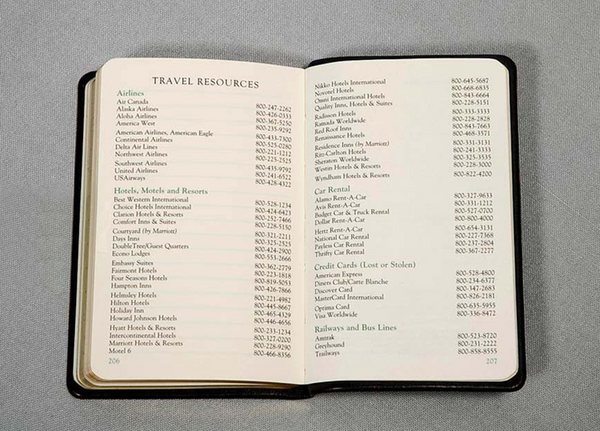 TRAVEL RESOURCES
Airlines
Air Canada 800-247-2262
Alaska Airlines 800-426-0333
Aloha Airlines 800-367-5250
America West 800-235-9292
American Airlines, American Eagle 800-433-7300
Continental Airlines 800-525-0280
Delta Air Lines 800-221-1212
Northwest Airlines 800-225-2525
Southwest Airlines 800-435-9792
United Airlines 800-241-6522
USAirways 800-428-4322
Hotels, Motels and Resorts
Best Western International 800-528-1234
Choice Hotels International 800-424-6423
Clarion Hotels & Resorts 800-252-7466
Comfort Inns & Suites 800-228-5150
Courtyard (by Marriott) 800-321-2211
Days Inns 800-325-2525
DoubleTree/Guest Quarters 800-424-2900
Econo Lodges 800-553-2666
Embassy Suites 800-362-2779
Fairmont Hotels 800-223-1818
Four Seasons Hotels 800-819-5053
Hampton Inns 800-426-7866
Helmsley Hotels 800-221-4982
Hilton Hotels 800-445-8667
Holiday Inn 800-465-4329
Howard Johnson Hotels 800-446-4656
Hyatt Hotels & Resorts 800-233-1234
Intercontinental Hotels 800-327-0200
Marriott Hotels & Resorts 800-228-9290
Motel 6 800-466-8356
206
Nikko Hotels International 800-645-5687
Novotel Hotels 800-668-6835
Omni International Hotels 800-843-6664
Quality Inns, Hotels & Suites 800-228-5151
Radisson Hotels 800-333-3333
Ramada Worldwide 800-228-2828
Red Roof Inns 800-843-7663
Renaissance Hotels 800-468-3571
Residence Inns (by Marriott) 800-331-3131
Ritz-Carlton Hotels 800-241-3333
Sheraton Worldwide 800-325-3535
Westin Hotels & Resorts 800-228-3000
Wyndham Hotels & Resorts 800-822-4200
Car Rental
Alamo Rent-A-Car 800-327-9633
Avis Rent-A-Car 800-331-1212
Budget Car & Truck Rental 800-527-0700
Dollar Rent-A-Car 800-800-4000
Hertz Rent-A-Car 800-654-3131
National Car Rental 800-227-7368
Payless Car Rental 800-237-2804
Thrifty Car Rental 800-367-2277
Credit Cards (Lost or Stolen)
American Express 800-528-4800
Diners Club/Carte Blanche 800-234-6377
Discover Card 800-347-2683
MasterCard International 800-826-2181
Optima Card 800-635-5955
Visa Worldwide 800-336-8472
Railways and Bus Lines
Amtrak 800-523-8720
Greyhound 800-231-2222
Trailways 800-858-8555
207